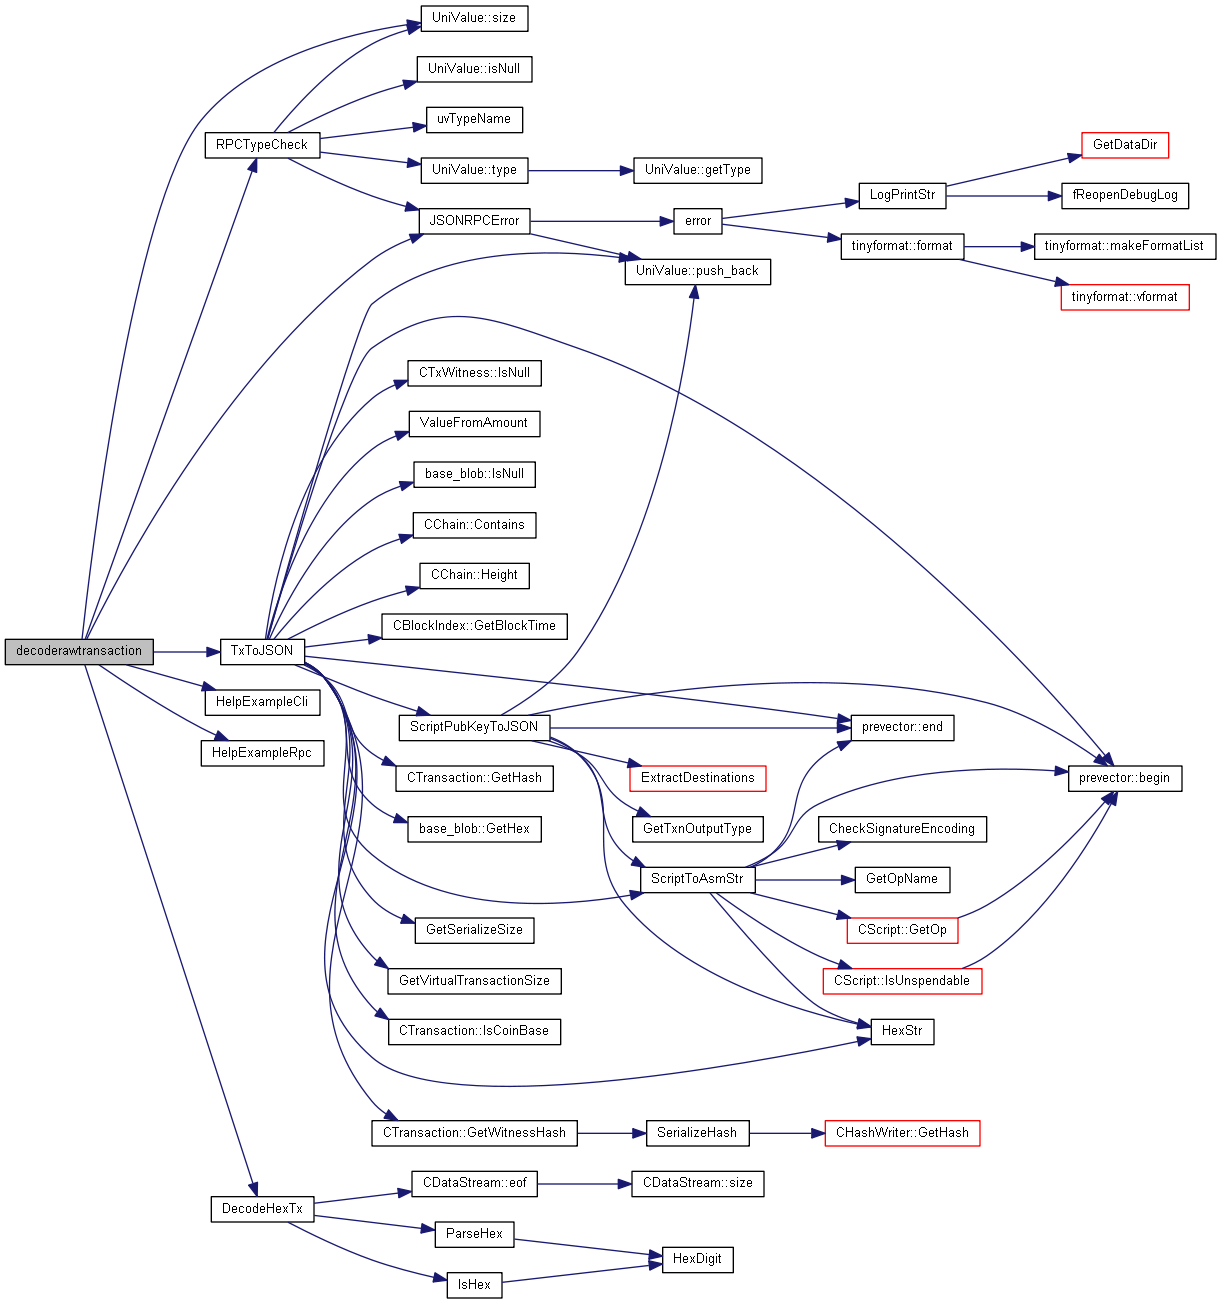 UniValue::size
UniValue::isNull
uvTypeName
RPCTypeCheck
UniValue::type
UniValue::getType
GetDataDir
LogPrintStr
fReopenDebugLog
JSONRPCError
error
tinyformat::format
tinyformat::makeFormatList
UniValue::push_back
tinyformat::vformat
CTxWitness::IsNull
ValueFromAmount
base_blob::IsNull
CChain::Contains
CChain::Height
CBlockIndex::GetBlockTime
decoderawtransaction
TxToJSON
HelpExampleCli
ScriptPubKeyToJSON
prevector::end
HelpExampleRpc
CTransaction::GetHash
ExtractDestinations
prevector::begin
base_blob::GetHex
GetTxnOutputType
CheckSignatureEncoding
ScriptToAsmStr
GetOpName
GetSerializeSize
CScript::GetOp
GetVirtualTransactionSize
CScript::IsUnspendable
CTransaction::IsCoinBase
HexStr
CTransaction::GetWitnessHash
SerializeHash
CHashWriter::GetHash
DecodeHexTx
CDataStream::eof
CDataStream::size
ParseHex
HexDigit
IsHex